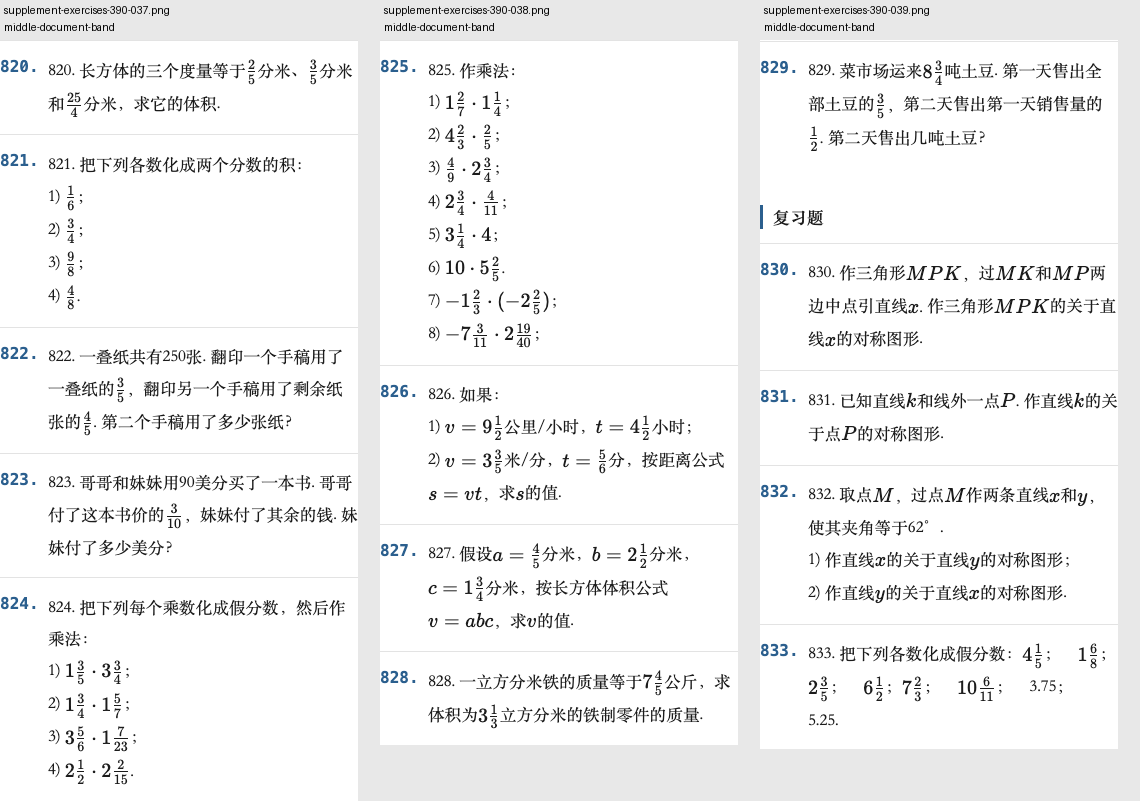 supplement-exercises-390-037.png
middle-document-band
820. 820. 长方体的三个度量等于2/5分米、3/5分米
和25/4分米，求它的体积.
821. 821. 把下列各数化成两个分数的积：
1) 1/6；
2) 3/4；
3) 9/8；
4) 4/8.
822. 822. 一叠纸共有250张. 翻印一个手稿用了
一叠纸的3/5，翻印另一个手稿用了剩余纸
张的4/5. 第二个手稿用了多少张纸？
823. 823. 哥哥和妹妹用90美分买了一本书. 哥哥
付了这本书价的3/10，妹妹付了其余的钱. 妹
妹付了多少美分？
824. 824. 把下列每个乘数化成假分数，然后作
乘法：
1) 1 3/5 · 3 3/4；
2) 1 3/4 · 1 5/7；
3) 3 5/6 · 1 7/23；
4) 2 1/2 · 2 2/15.
supplement-exercises-390-038.png
middle-document-band
825. 825. 作乘法：
1) 1 2/7 · 1 1/4；
2) 4 2/3 · 2/5；
3) 4/9 · 2 3/4；
4) 2 3/4 · 4/11；
5) 3 1/4 · 4；
6) 10 · 5 2/5.
7) −1 2/3 · (−2 2/5)；
8) −7 3/11 · 2 19/40；
826. 826. 如果：
1) v = 9 1/2公里/小时，t = 4 1/2小时；
2) v = 3 3/5米/分，t = 5/6分，按距离公式
s = vt，求s的值.
827. 827. 假设a = 4/5分米，b = 2 1/2分米，
c = 1 3/4分米，按长方体体积公式
v = abc，求v的值.
828. 828. 一立方分米铁的质量等于7 4/5公斤，求
体积为3 1/3立方分米的铁制零件的质量.
supplement-exercises-390-039.png
middle-document-band
829. 829. 菜市场运来8 3/4吨土豆. 第一天售出全
部土豆的3/5，第二天售出第一天销售量的
1/2. 第二天售出几吨土豆？
复习题
830. 830. 作三角形MPK，过MK和MP两
边中点引直线x. 作三角形MPK的关于直
线x的对称图形.
831. 831. 已知直线k和线外一点P. 作直线k的关
于点P的对称图形.
832. 832. 取点M，过点M作两条直线x和y，
使其夹角等于62°.
1) 作直线x的关于直线y的对称图形；
2) 作直线y的关于直线x的对称图形.
833. 833. 把下列各数化成假分数：4 1/5； 1 6/8；
2 3/5； 6 1/2；7 2/3； 10 6/11； 3.75；
5.25.